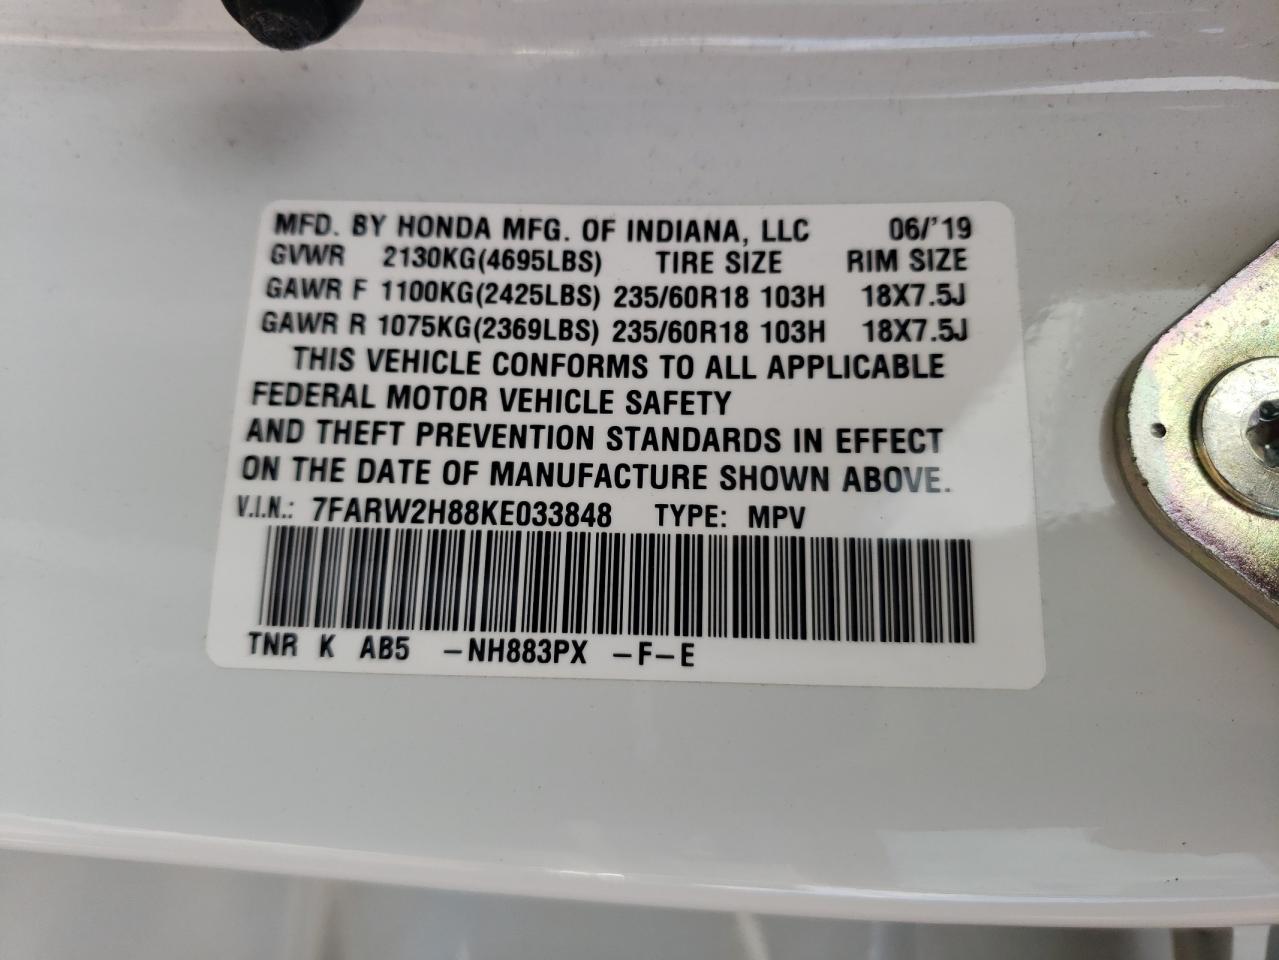 MFD. BY HONDA MFG. OF INDIANA, LLC 06/'19
GVWR 2130KG(4695LBS) TIRE SIZE RIM SIZE
GAWR F 1100KG(2425LBS) 235/60R18 103H 18X7.5J
GAWR R 1075KG(2369LBS) 235/60R18 103H 18X7.5J
THIS VEHICLE CONFORMS TO ALL APPLICABLE
FEDERAL MOTOR VEHICLE SAFETY
AND THEFT PREVENTION STANDARDS IN EFFECT
ON THE DATE OF MANUFACTURE SHOWN ABOVE.
V.I.N.: 7FARW2H88KE033848 TYPE: MPV
TNR K AB5 -NH883PX -F-E